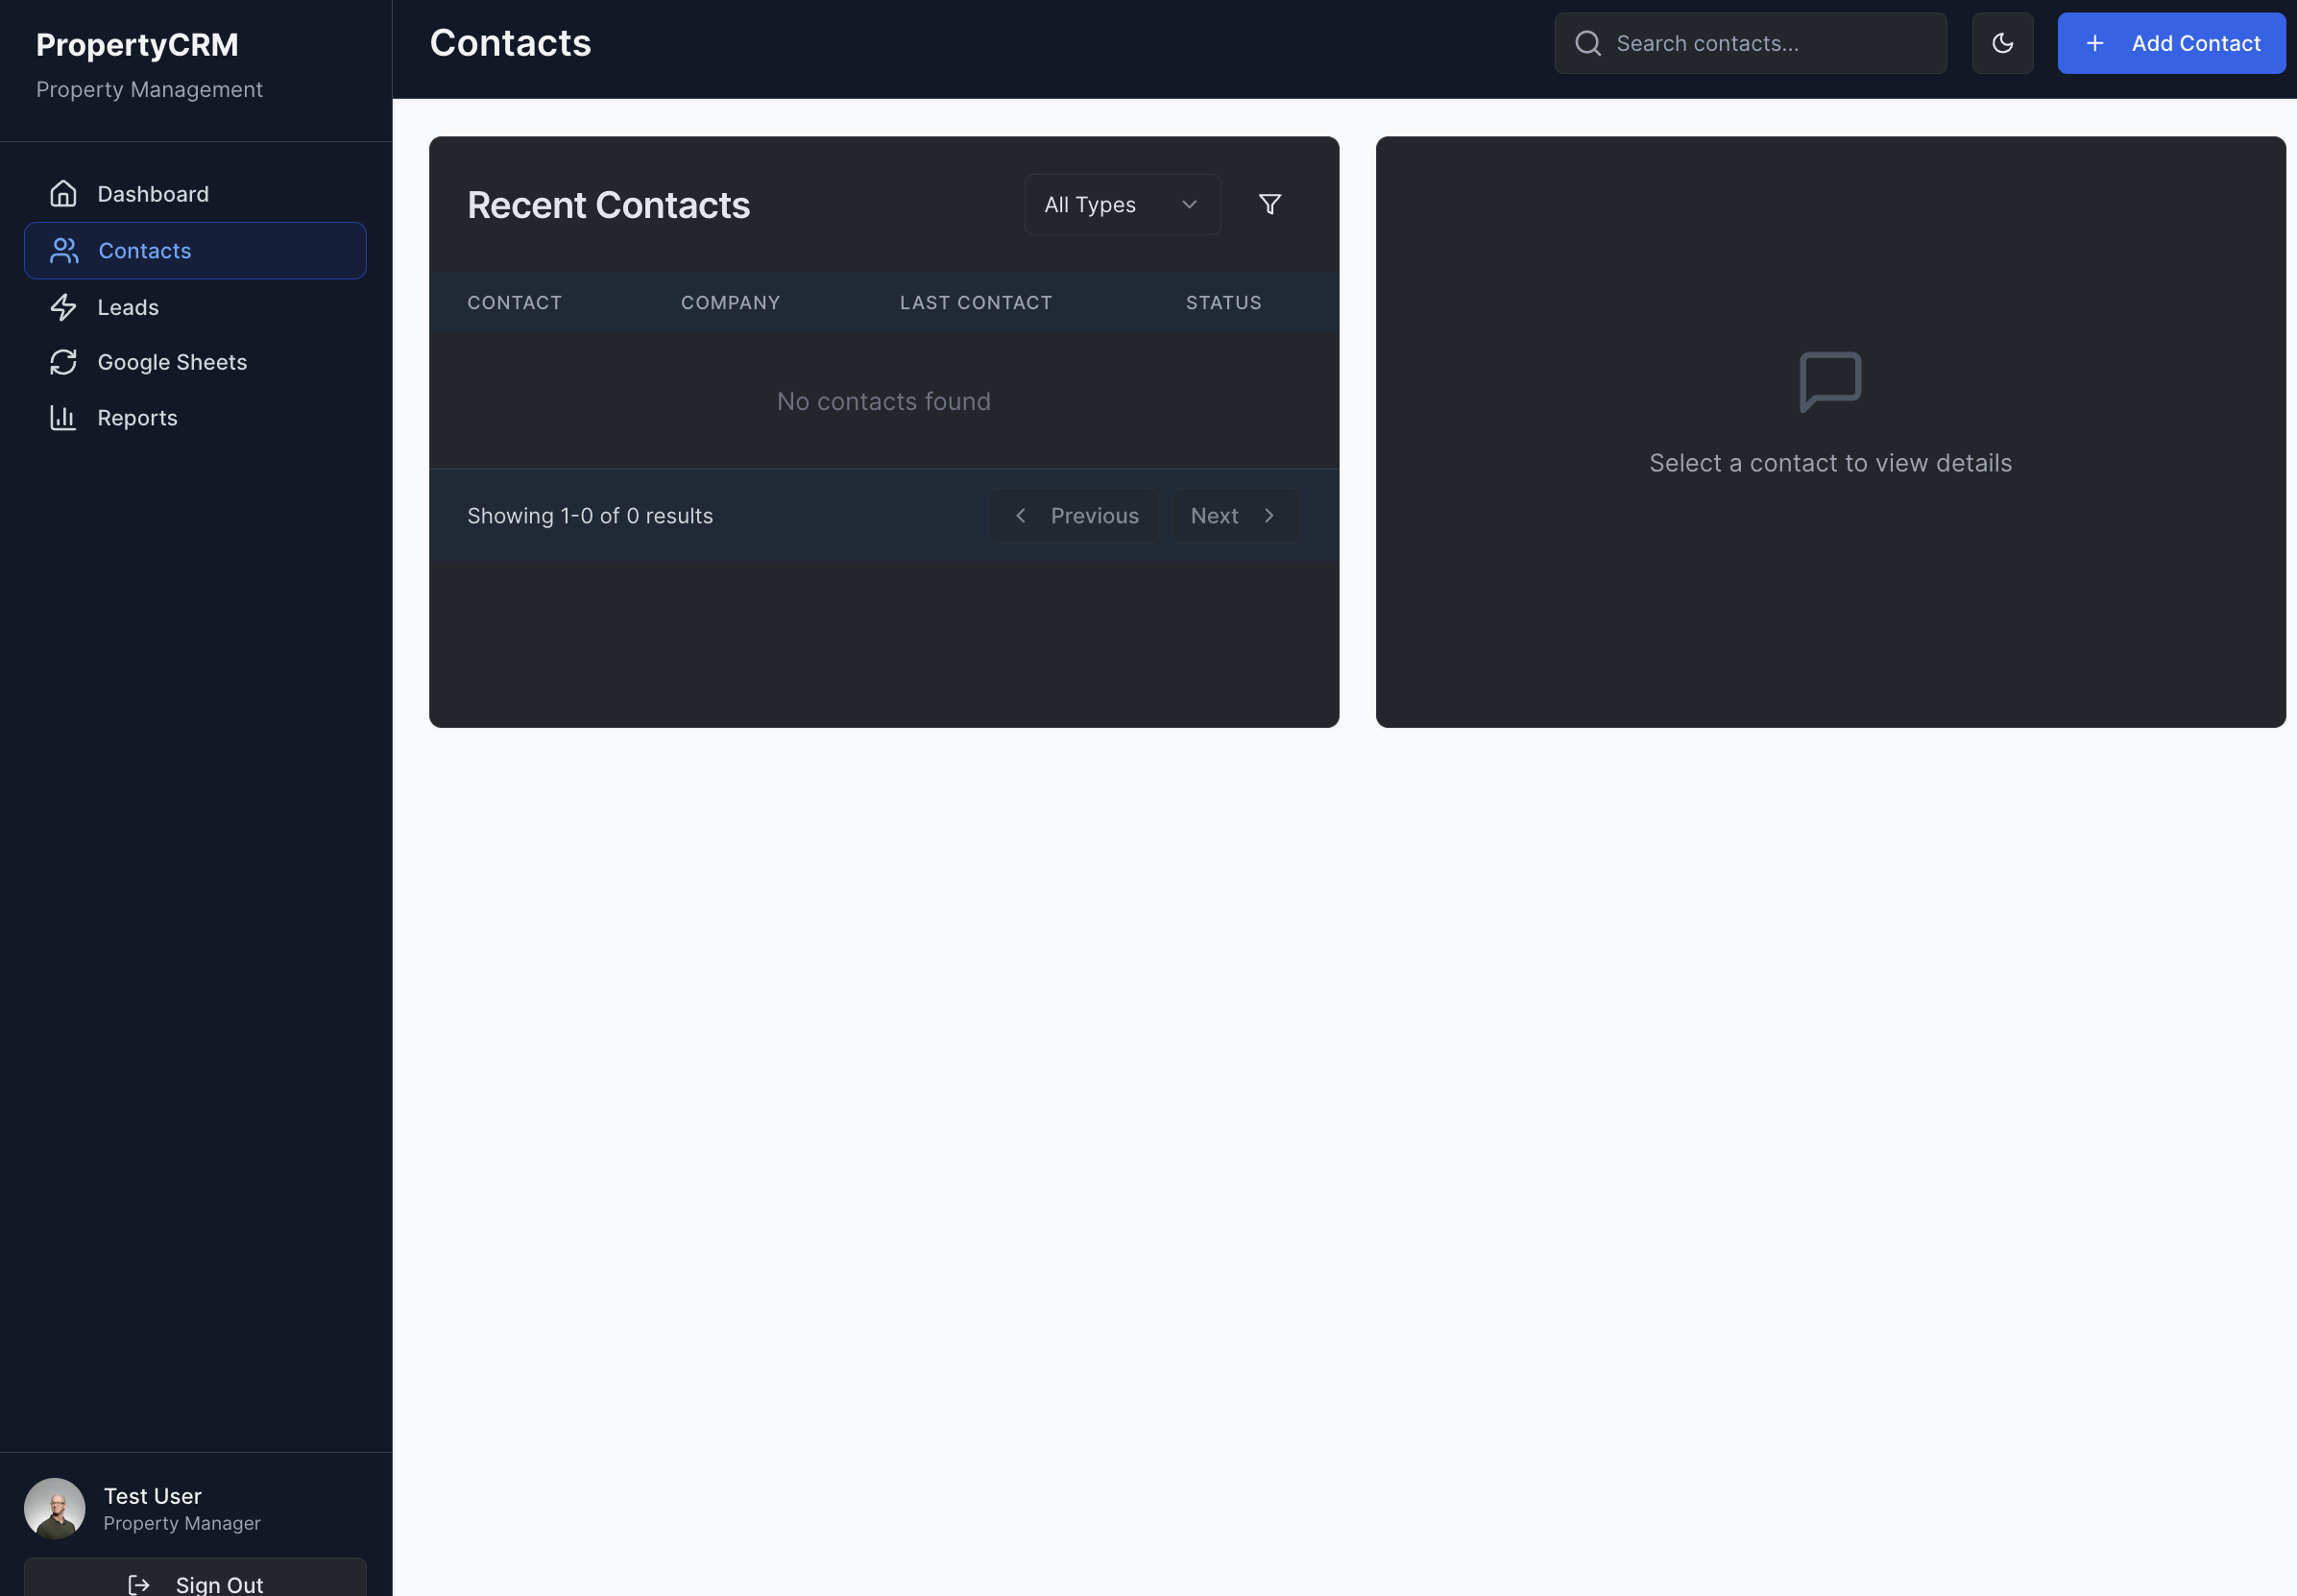 PropertyCRM
Property Management
Dashboard
Contacts
Leads
Google Sheets
Reports
Test User
Property Manager
Sign Out
Contacts
Search contacts...
Add Contact
Recent Contacts
All Types
CONTACT COMPANY LAST CONTACT STATUS
No contacts found
Showing 1-0 of 0 results
Previous Next
Select a contact to view details